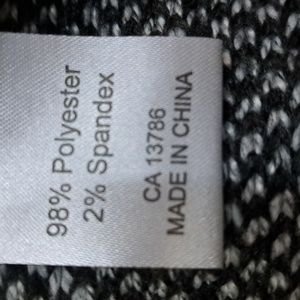 98% Polyester
2% Spandex
CA 13786
MADE IN CHINA